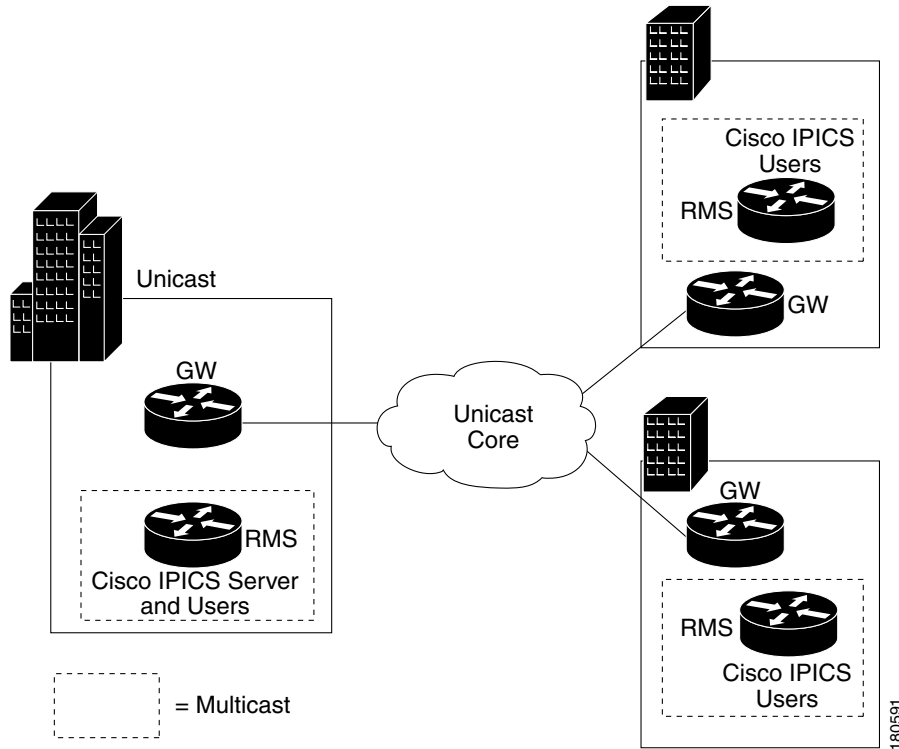 Unicast
GW
RMS
Cisco IPICS Server
and Users
Unicast
Core
Cisco IPICS
Users
RMS
GW
GW
RMS
Cisco IPICS
Users
= Multicast
180591